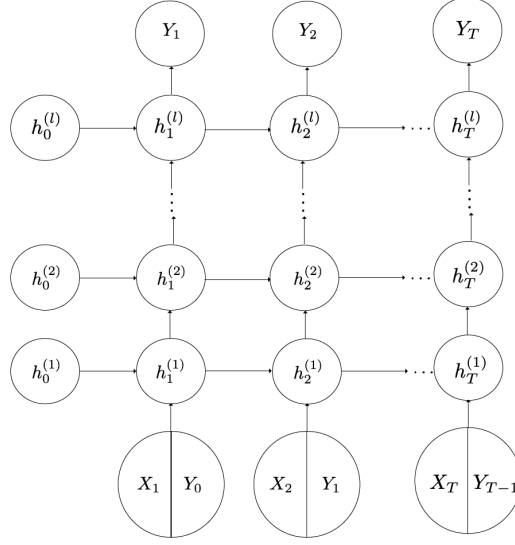 Y_1 Y_2 Y_T
h_0^{(l)} h_1^{(l)} h_2^{(l)} ··· h_T^{(l)}
⋮ ⋮ ⋮
h_0^{(2)} h_1^{(2)} h_2^{(2)} ··· h_T^{(2)}
h_0^{(1)} h_1^{(1)} h_2^{(1)} ··· h_T^{(1)}
X_1 Y_0 X_2 Y_1 X_T Y_{T-1}